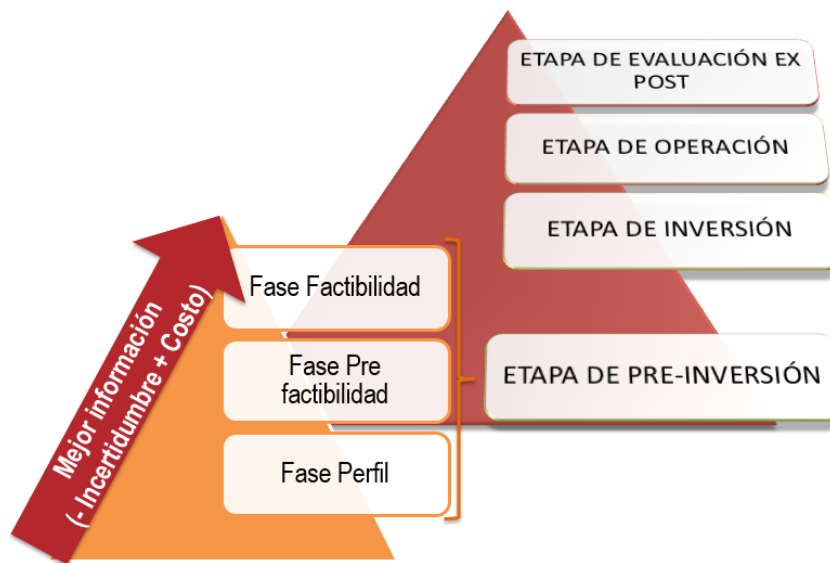 ETAPA DE EVALUACIÓN EX
POST
ETAPA DE OPERACIÓN
ETAPA DE INVERSIÓN
ETAPA DE PRE-INVERSIÓN
Fase Factibilidad
Fase Pre
factibilidad
Fase Perfil
Mejor información
(- Incertidumbre + Costo)